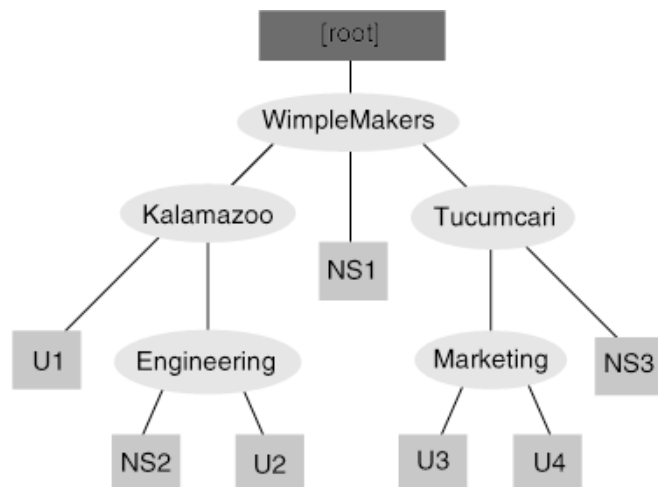 [root]
WimpleMakers
Kalamazoo
Tucumcari
NS1
U1
Engineering
Marketing
NS3
NS2
U2
U3
U4